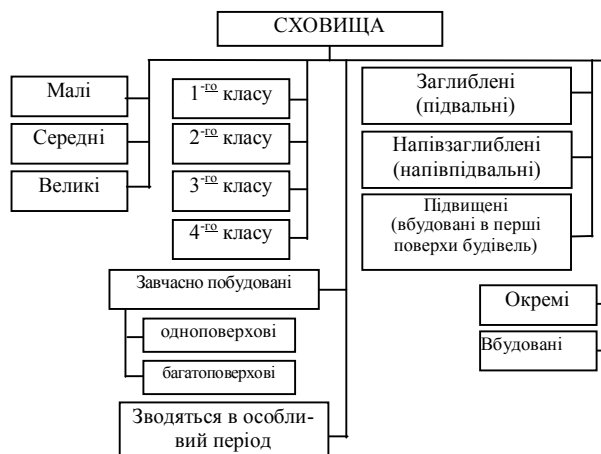 СХОВИЩА
Малі
Середні
Великі
1-го класу
2-го класу
3-го класу
4-го класу
Заглиблені
(підвальні)
Напівзаглиблені
(напівпідвальні)
Підвищені
(вбудовані в перші
поверхи будівель)
Завчасно побудовані
одноповерхові
багатоповерхові
Зводяться в особли-
вий період
Окремі
Вбудовані